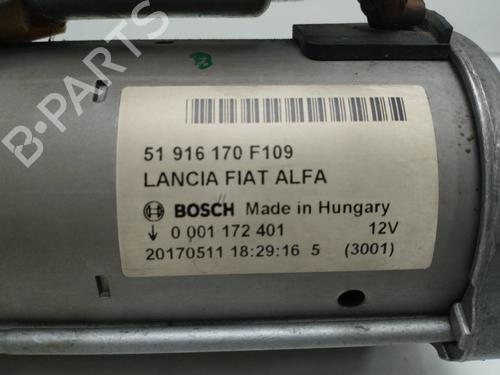 51 916 170 F109
LANCIA FIAT ALFA
BOSCH Made in Hungary
↓ 0 001 172 401 12V
20170511 18:29:16 5 (3001)
B